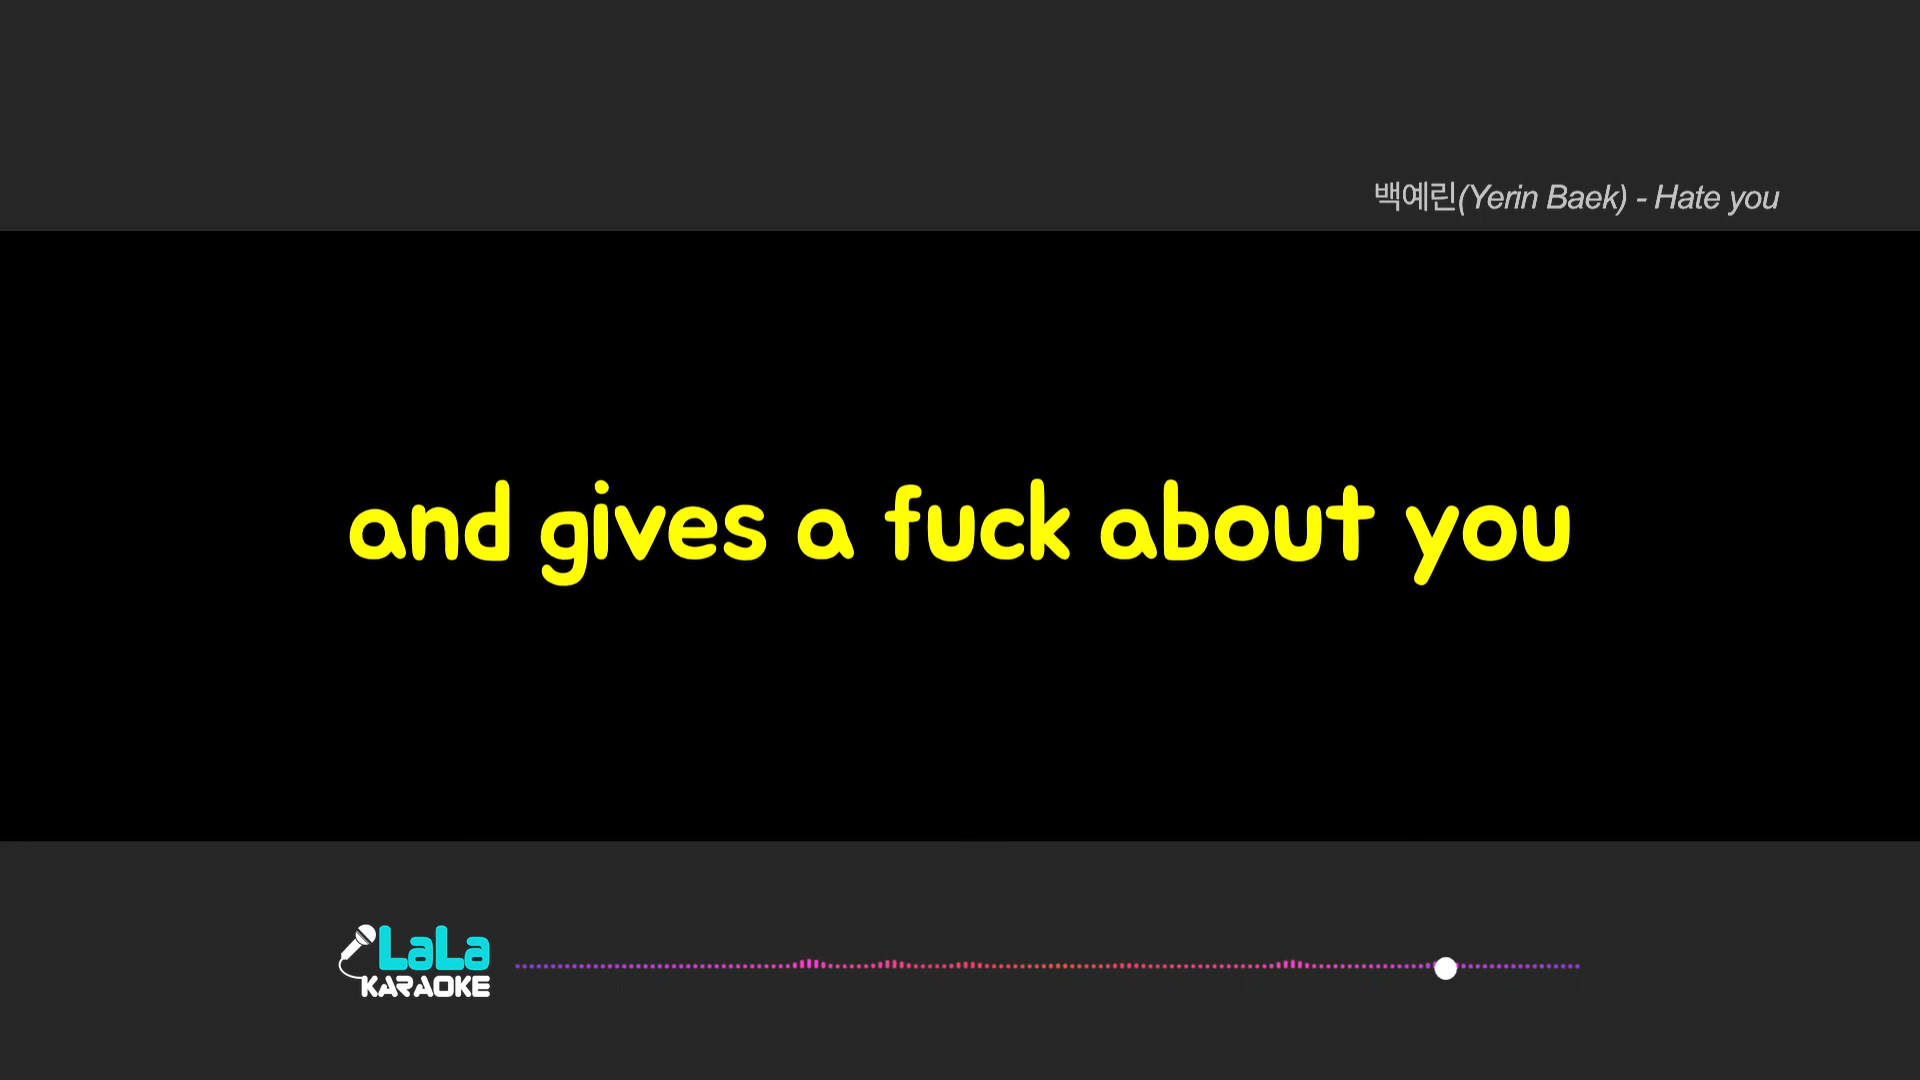 백예린(Yerin Baek) - Hate you
and gives a fuck about you
LaLa
KARAOKE